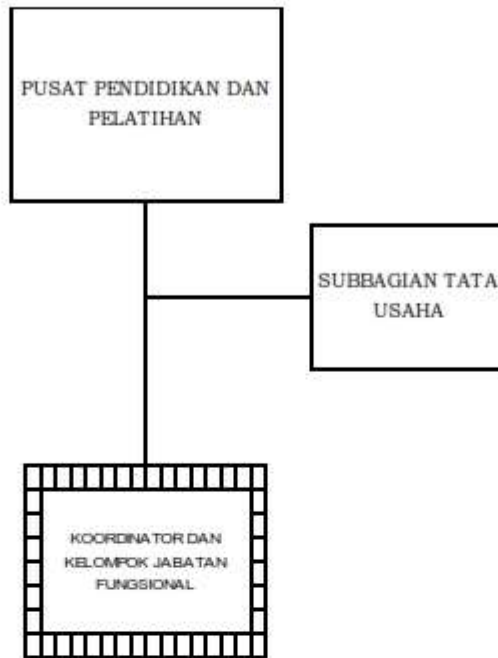 PUSAT PENDIDIKAN DAN
PELATIHAN
SUBBAGIAN TATA
USAHA
KOORDINATOR DAN
KELOMPOK JABATAN
FUNGSIONAL